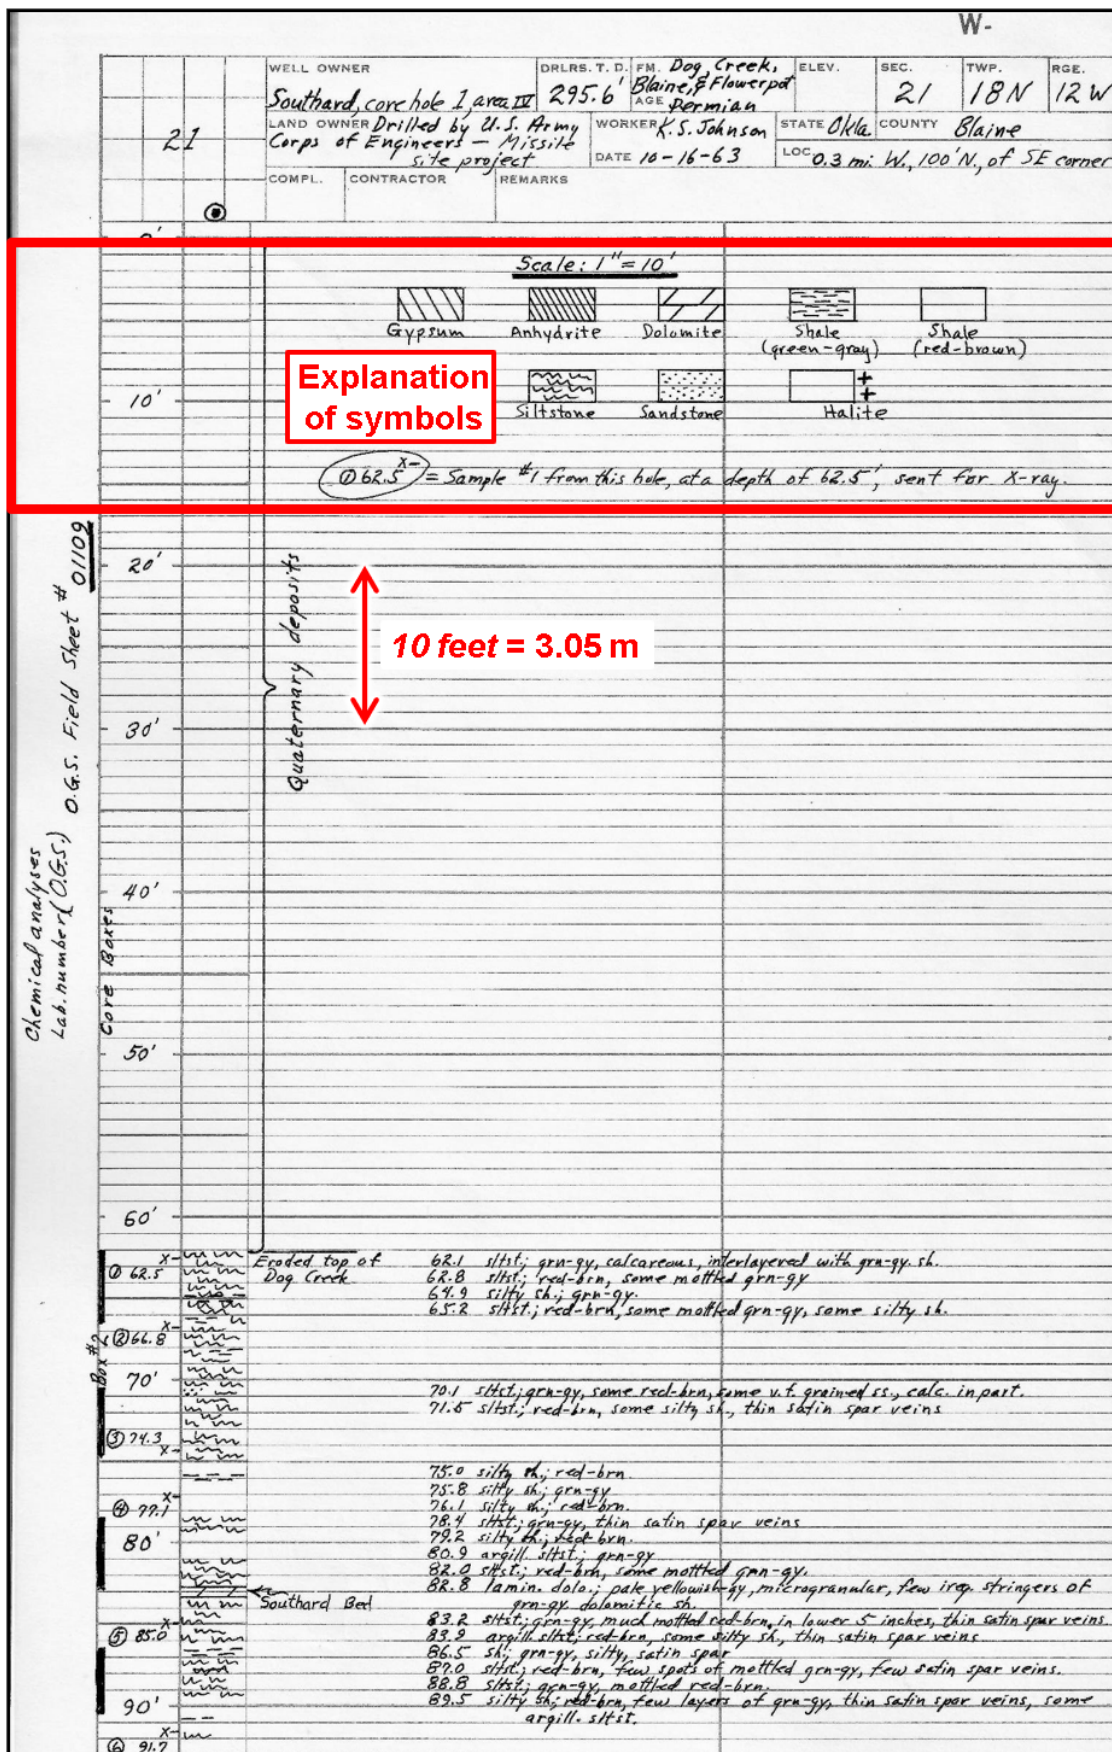 W-
WELL OWNER
Southard, core hole 1, area IV
DRLRS. T. D.
295.6'
FM. Dog Creek,
Blaine, & Flowerpot
AGE Permian
ELEV.
SEC.
21
TWP.
18N
RGE.
12W
21
LAND OWNER Drilled by U.S. Army
Corps of Engineers — Missile
site project
WORKER K.S. Johnson
DATE 10-16-63
STATE Okla
COUNTY Blaine
LOC 0.3 mi. W., 100' N., of SE corner
COMPL.
CONTRACTOR
REMARKS
Scale: 1" = 10'
Gypsum
Anhydrite
Dolomite
Shale
(green-gray)
Shale
(red-brown)
Explanation
of symbols
10'
Siltstone
Sandstone
Halite
① 62.5 X- = Sample #1 from this hole, at a depth of 62.5', sent for X-ray.
O.G.S. Field Sheet # 01109
20'
Quaternary deposits
10 feet = 3.05 m
30'
Chemical analyses
Lab. number (O.G.S.)
40'
Core Boxes
50'
60'
X-
① 62.5
Eroded top of
Dog Creek
62.1 sltst.; grn-gy, calcareous, interlayered with grn-gy. sh.
62.8 sltst.; red-brn, some mottled grn-gy
64.9 silty sh.; grn-gy.
65.2 sltst.; red-brn, some mottled grn-gy, some silty sh.
X-
② 66.8
Box #2
70'
70.1 sltst.; grn-gy, some red-brn, some v.f. grained ss., calc. in part.
71.5 sltst.; red-brn, some silty sh., thin satin spar veins
③ 74.3
X-
75.0 silty sh.; red-brn.
75.8 silty sh.; grn-gy
76.1 silty sh.; red-brn.
X-
④ 77.1
78.4 sltst.; grn-gy, thin satin spar veins
79.2 silty sh.; red-brn.
80'
80.9 argill. sltst.; grn-gy
82.0 sltst.; red-brn, some mottled grn-gy.
82.8 lamin. dolo.; pale yellowish-gy, microgranular, few irreg. stringers of
grn-gy. dolomitic sh.
Southard Bed
83.2 sltst.; grn-gy, much mottled red-brn, in lower 5 inches, thin satin spar veins.
83.9 argill. sltst; red-brn, some silty sh., thin satin spar veins
X-
⑤ 85.0
86.5 sh; grn-gy, silty, satin spar
87.0 sltst.; red-brn, few spots of mottled grn-gy, few satin spar veins.
88.8 sltst.; grn-gy, mottled red-brn.
89.5 silty sh; red-brn, few layers of grn-gy, thin satin spar veins, some
argill. sltst.
90'
X-
⑥ 91.7